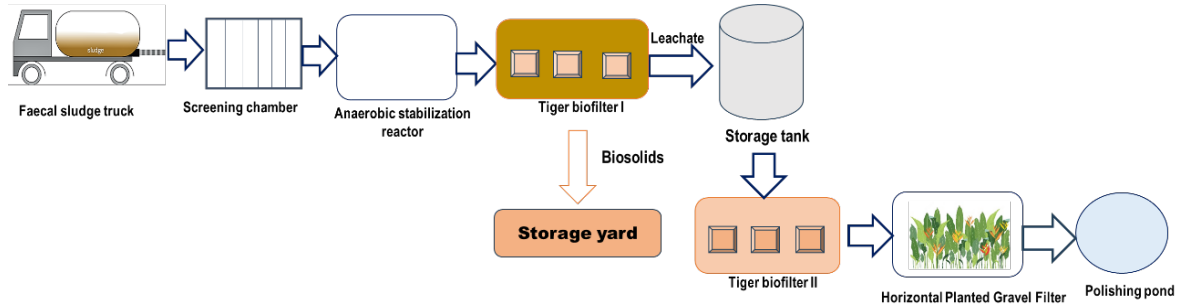 sludge
Faecal sludge truck
Screening chamber
Anaerobic stabilization
reactor
Tiger biofilter I
Leachate
Storage tank
Biosolids
Storage yard
Tiger biofilter II
Horizontal Planted Gravel Filter
Polishing pond